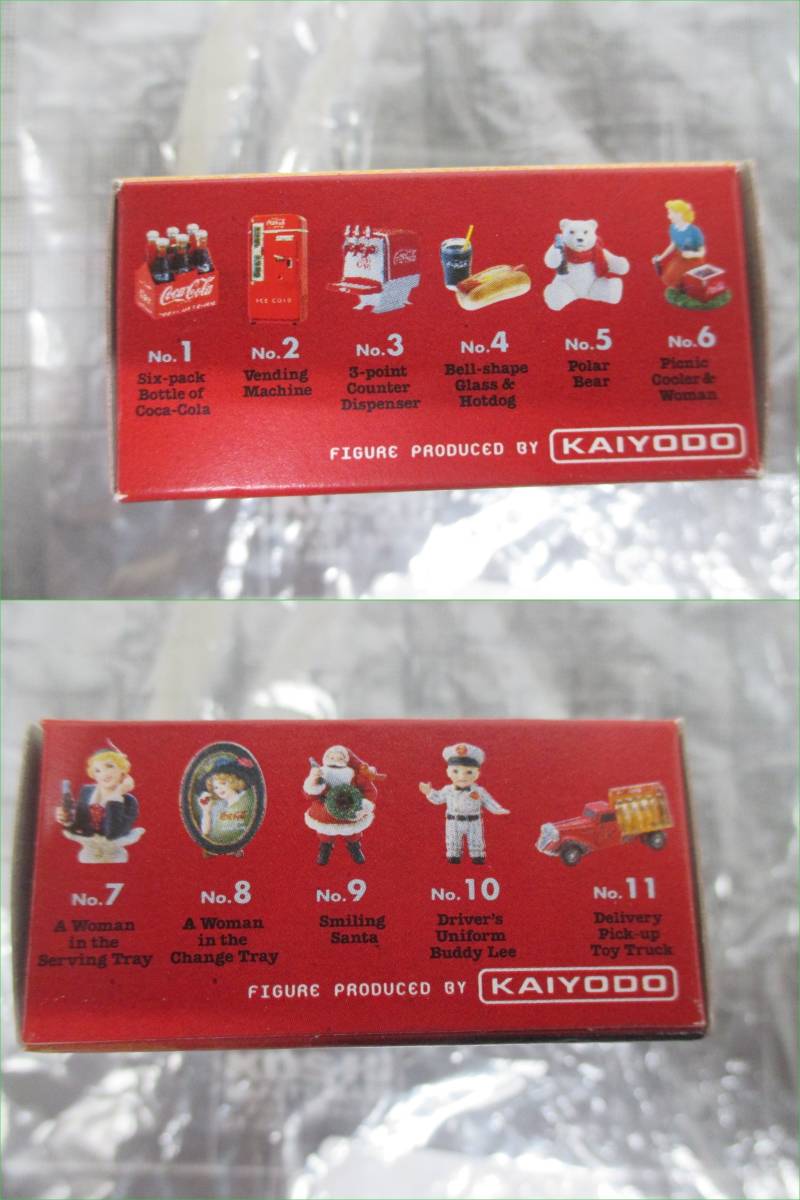 No.1
Six-pack
Bottle of
Coca-Cola
No.2
Vending
Machine
No.3
3-point
Counter
Dispenser
No.4
Bell-shape
Glass &
Hotdog
No.5
Polar
Bear
No.6
Picnic
Cooler &
Woman
Coca-Cola
ICE COLD
FIGURE PRODUCED BY KAIYODO
No.7
A Woman
in the
Serving Tray
No.8
A Woman
in the
Change Tray
No.9
Smiling
Santa
No.10
Driver's
Uniform
Buddy Lee
No.11
Delivery
Pick-up
Toy Truck
FIGURE PRODUCED BY KAIYODO